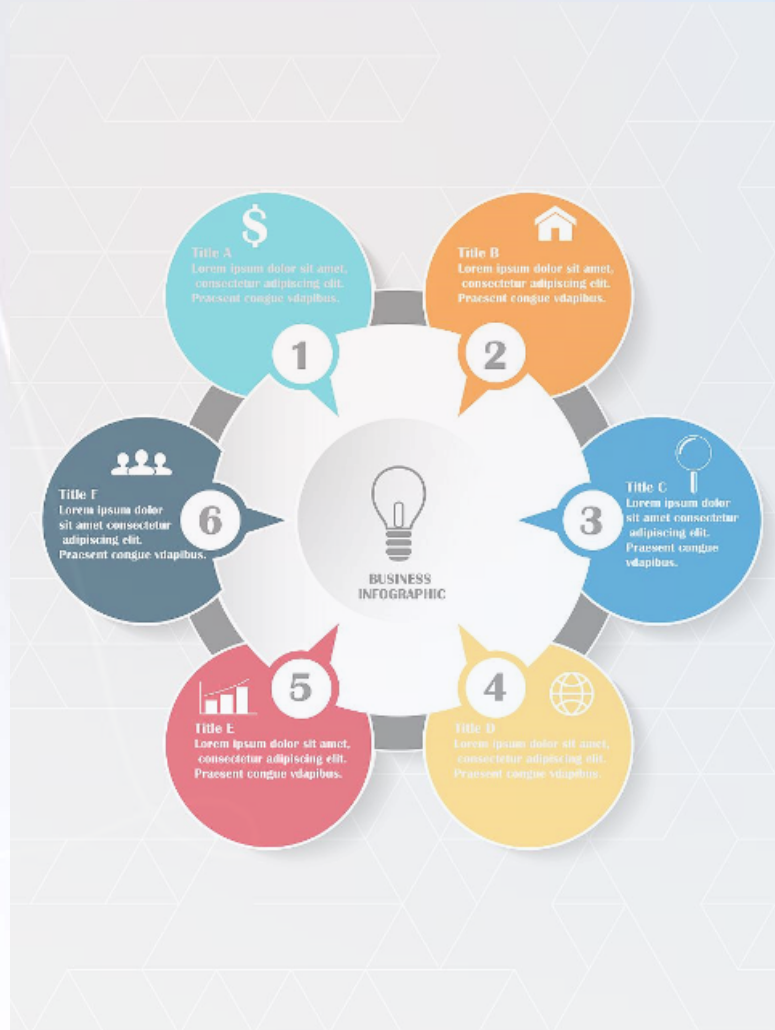 $
Title A
Lorem ipsum dolor sit amet,
consectetur adipiscing elit.
Praesent congue vdapibus.
1
Title B
Lorem ipsum dolor sit amet,
consectetur adipiscing elit.
Praesent congue vdapibus.
2
Title C
Lorem ipsum dolor
sit amet consectetur
adipiscing elit.
Praesent congue
vdapibus.
3
Title D
Lorem ipsum dolor sit amet,
consectetur adipiscing elit.
Praesent congue vdapibus.
4
Title E
Lorem ipsum dolor sit amet,
consectetur adipiscing elit.
Praesent congue vdapibus.
5
Title F
Lorem ipsum dolor
sit amet consectetur
adipiscing elit.
Praesent congue vdapibus.
6
BUSINESS
INFOGRAPHIC